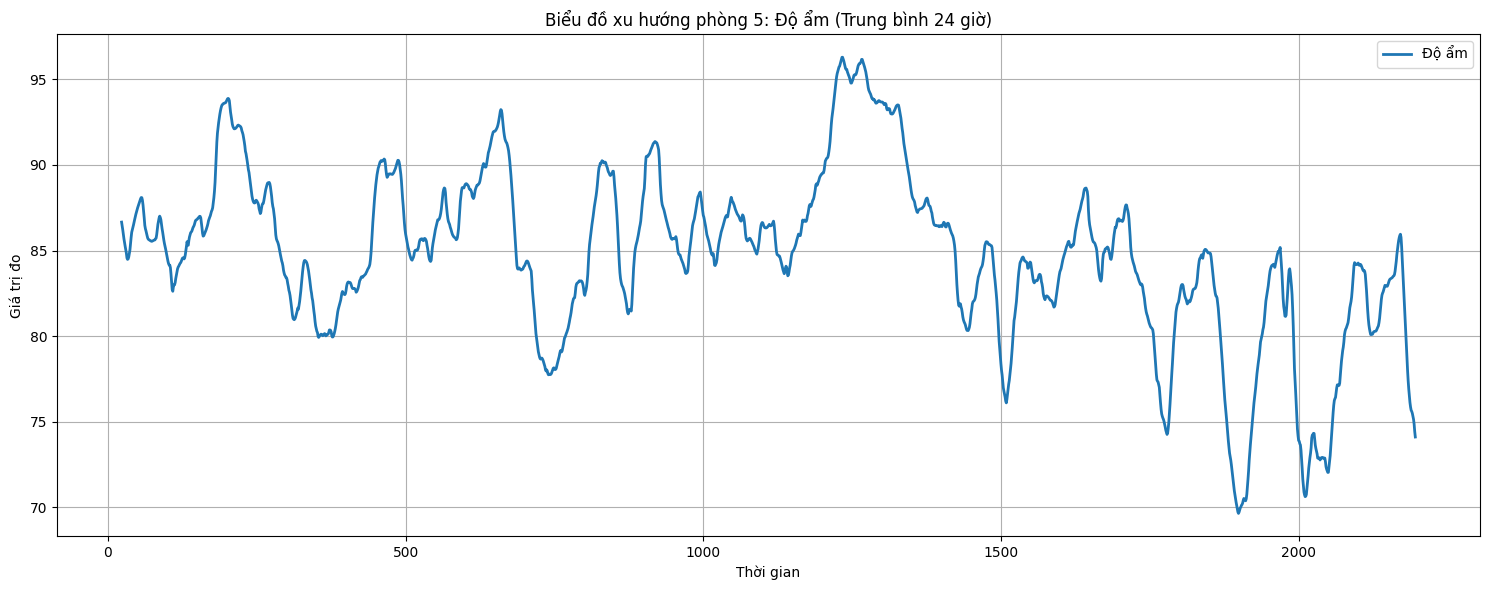 Biểu đồ xu hướng phòng 5: Độ ẩm (Trung bình 24 giờ)
Độ ẩm
Giá trị đo
95
90
85
80
75
70
0 500 1000 1500 2000
Thời gian